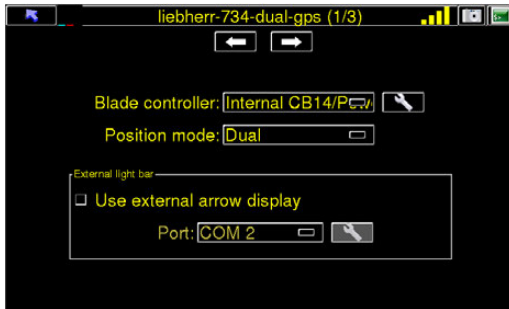 liebherr-734-dual-gps (1/3)
Blade controller: Internal CB14/
Position mode: Dual
External light bar
Use external arrow display
Port: COM 2